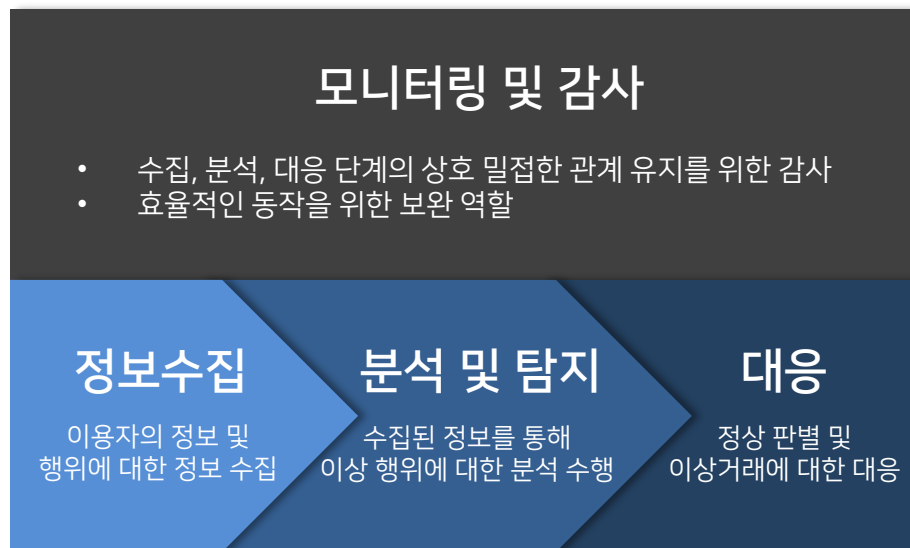 모니터링 및 감사
• 수집, 분석, 대응 단계의 상호 밀접한 관계 유지를 위한 감사
• 효율적인 동작을 위한 보완 역할
정보수집
이용자의 정보 및
행위에 대한 정보 수집
분석 및 탐지
수집된 정보를 통해
이상 행위에 대한 분석 수행
대응
정상 판별 및
이상거래에 대한 대응